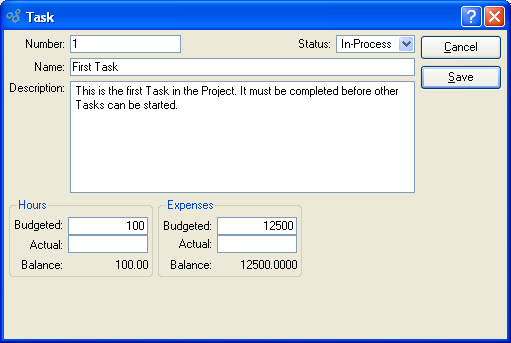 Task
Number: 1 Status: In-Process Cancel
Name: First Task
Save
Description: This is the first Task in the Project. It must be completed before other
Tasks can be started.
Hours Expenses
Budgeted: 100 Budgeted: 12500
Actual: Actual:
Balance: 100.00 Balance: 12500.0000